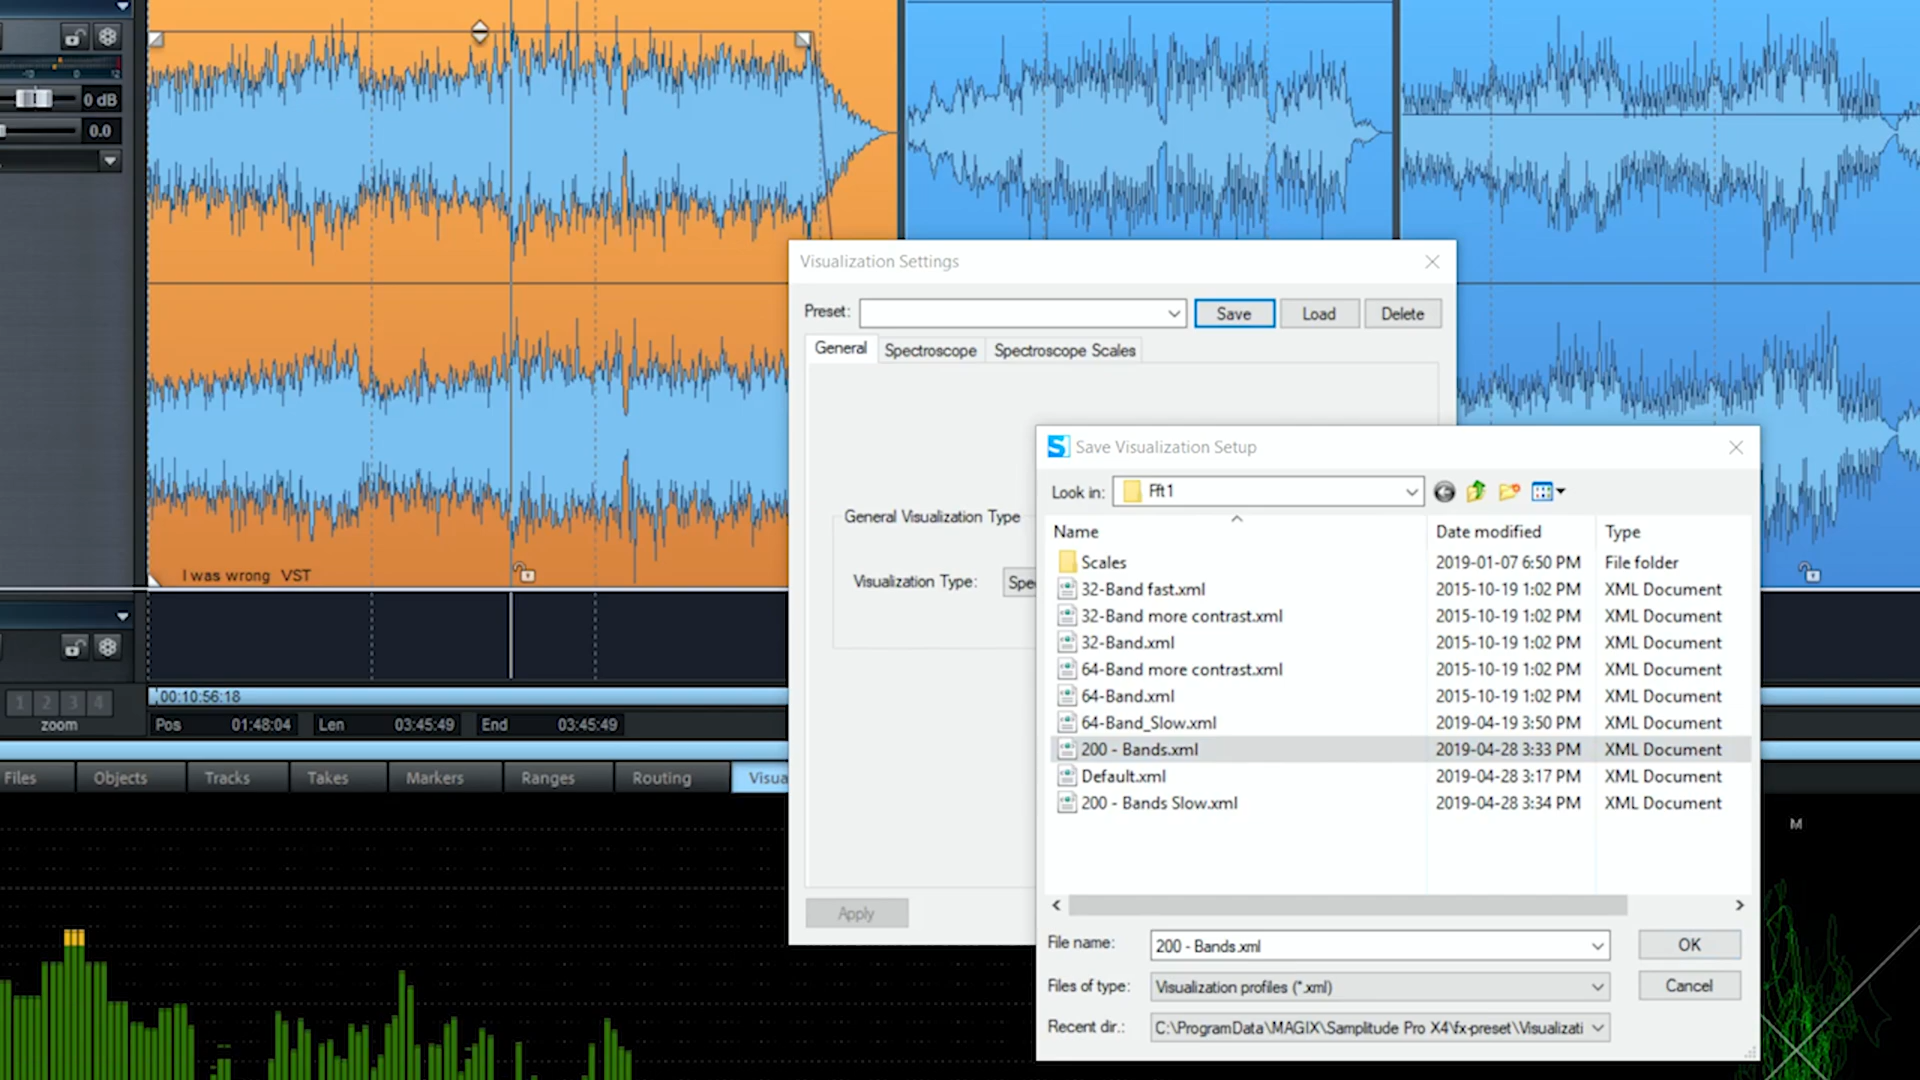 -10 0 12
0 dB
0.0
I was wrong VST
1 2 3 4
zoom
00:10:56:18
Pos 01:48:04 Len 03:45:49 End 03:45:49
Files Objects Tracks Takes Markers Ranges Routing Visua
M
Visualization Settings
Preset: Save Load Delete
General Spectroscope Spectroscope Scales
General Visualization Type
Visualization Type: Spe
Apply
S Save Visualization Setup
Look in: Fft1
Name Date modified Type
Scales 2019-01-07 6:50 PM File folder
32-Band fast.xml 2015-10-19 1:02 PM XML Document
32-Band more contrast.xml 2015-10-19 1:02 PM XML Document
32-Band.xml 2015-10-19 1:02 PM XML Document
64-Band more contrast.xml 2015-10-19 1:02 PM XML Document
64-Band.xml 2015-10-19 1:02 PM XML Document
64-Band_Slow.xml 2019-04-19 3:50 PM XML Document
200 - Bands.xml 2019-04-28 3:33 PM XML Document
Default.xml 2019-04-28 3:17 PM XML Document
200 - Bands Slow.xml 2019-04-28 3:34 PM XML Document
File name: 200 - Bands.xml OK
Files of type: Visualization profiles (*.xml) Cancel
Recent dir.: C:\ProgramData\MAGIX\Samplitude Pro X4\fx-preset\Visualizati